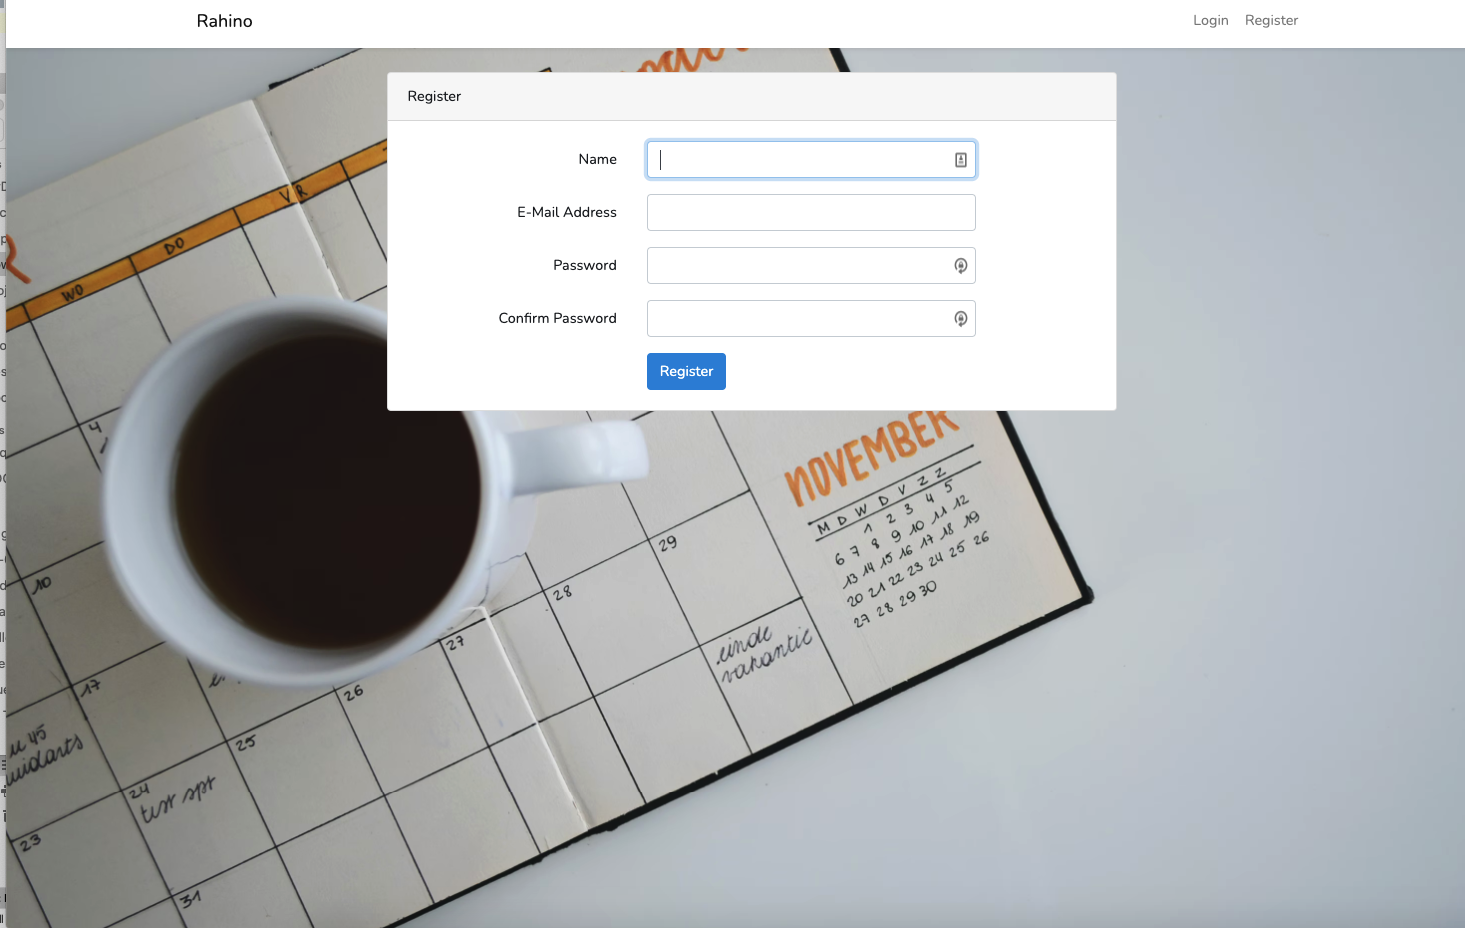 Rahino
Login
Register
Register
Name
E-Mail Address
Password
Confirm Password
Register
WO
DO
VR
4
10
17
u 45
23
24
test spt
25
26
27
28
29
31
einde
vakantie
NOVEMBER
M D W D V Z Z
1 2 3 4 5
6 7 8 9 10 11 12
13 14 15 16 17 18 19
20 21 22 23 24 25 26
27 28 29 30